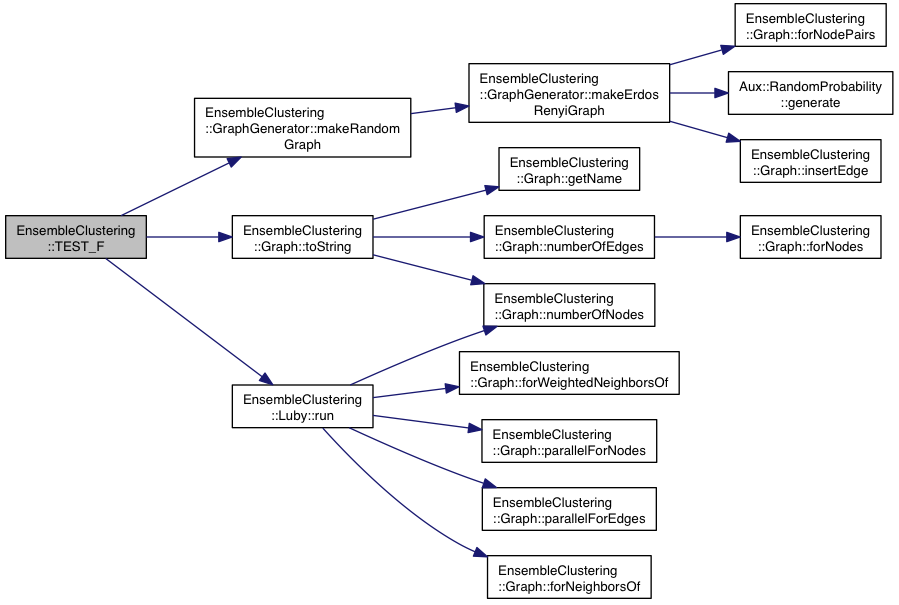 EnsembleClustering
::TEST_F
EnsembleClustering
::GraphGenerator::makeRandom
Graph
EnsembleClustering
::GraphGenerator::makeErdos
RenyiGraph
EnsembleClustering
::Graph::forNodePairs
Aux::RandomProbability
::generate
EnsembleClustering
::Graph::insertEdge
EnsembleClustering
::Graph::toString
EnsembleClustering
::Graph::getName
EnsembleClustering
::Graph::numberOfEdges
EnsembleClustering
::Graph::forNodes
EnsembleClustering
::Graph::numberOfNodes
EnsembleClustering
::Luby::run
EnsembleClustering
::Graph::forWeightedNeighborsOf
EnsembleClustering
::Graph::parallelForNodes
EnsembleClustering
::Graph::parallelForEdges
EnsembleClustering
::Graph::forNeighborsOf